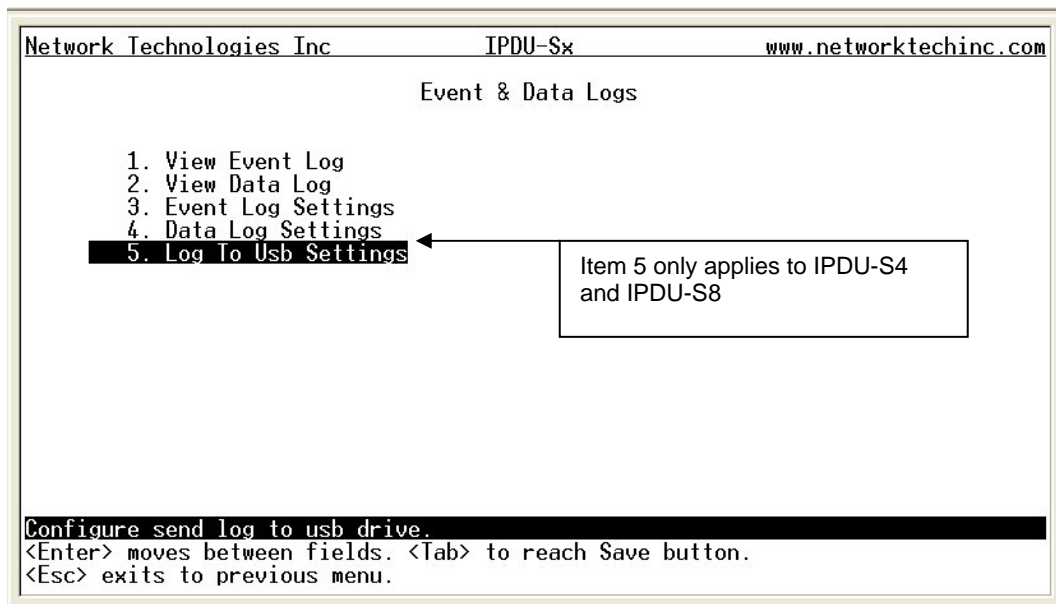 Network Technologies Inc IPDU-Sx www.networktechinc.com
Event & Data Logs
1. View Event Log
2. View Data Log
3. Event Log Settings
4. Data Log Settings
5. Log To Usb Settings
Item 5 only applies to IPDU-S4
and IPDU-S8
Configure send log to usb drive.
<Enter> moves between fields. <Tab> to reach Save button.
<Esc> exits to previous menu.